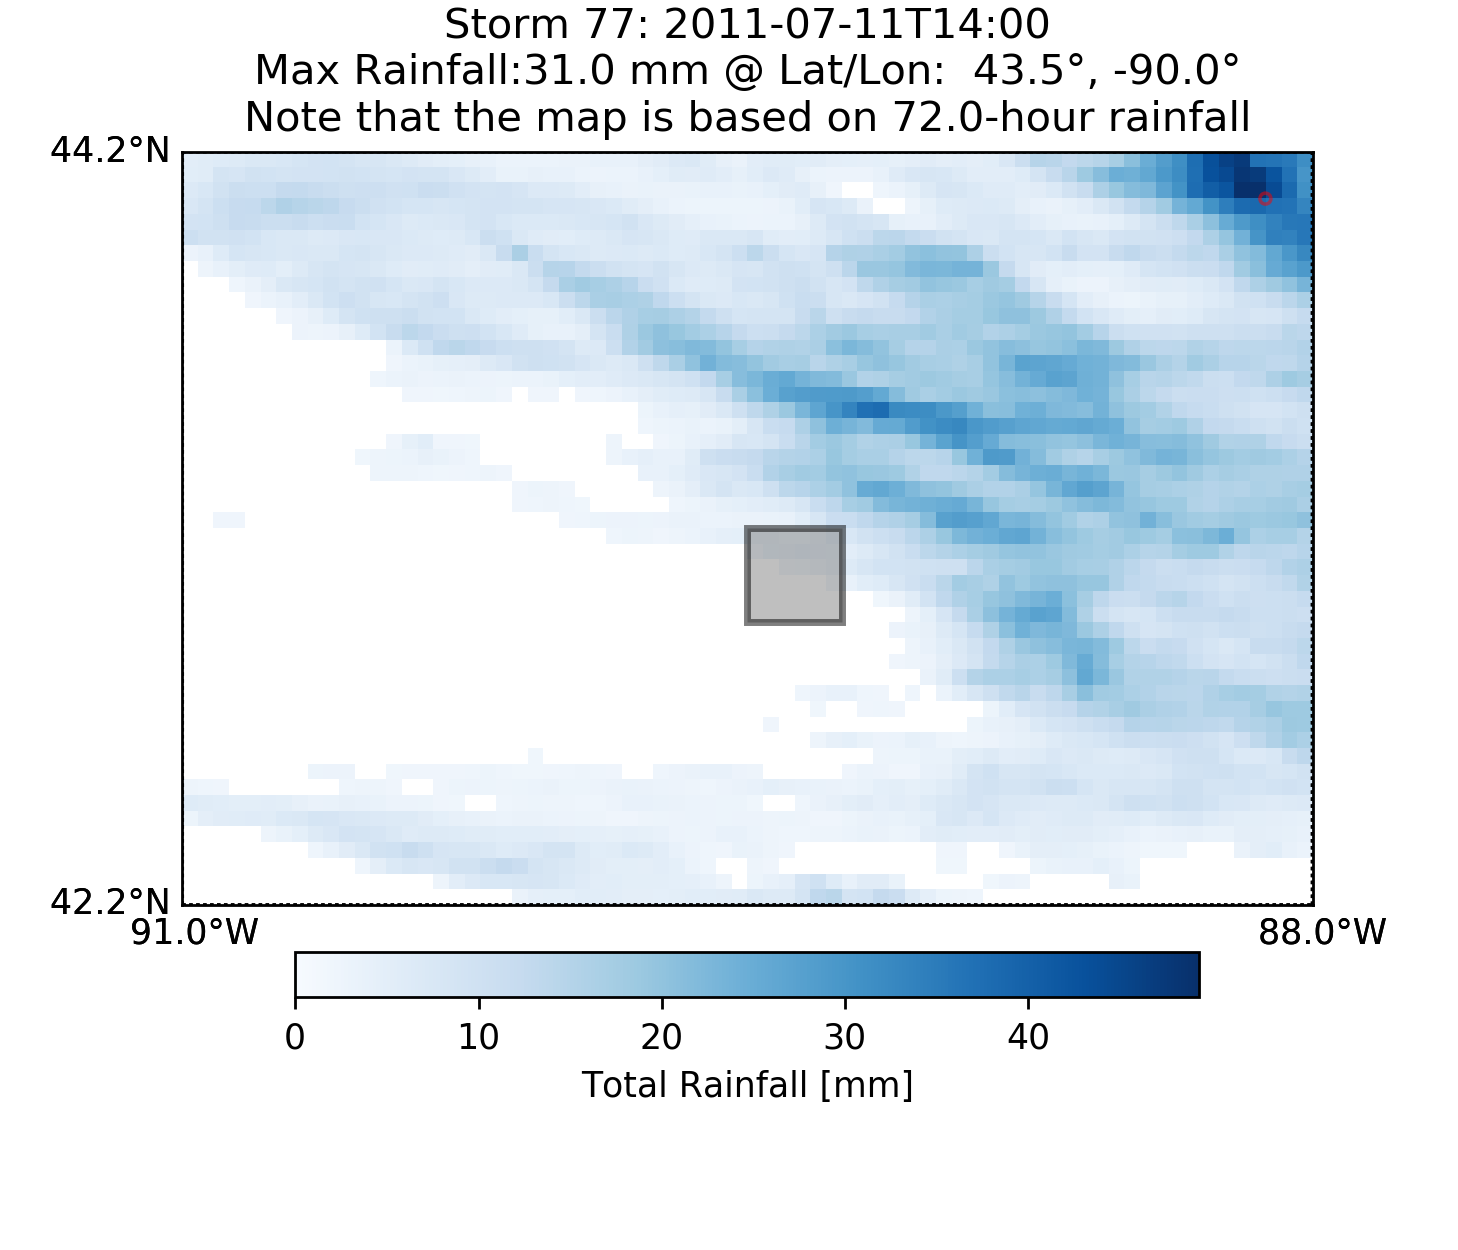 Storm 77: 2011-07-11T14:00
Max Rainfall:31.0 mm @ Lat/Lon:  43.5°, -90.0°
Note that the map is based on 72.0-hour rainfall
44.2°N
42.2°N
91.0°W 88.0°W
0 10 20 30 40
Total Rainfall [mm]